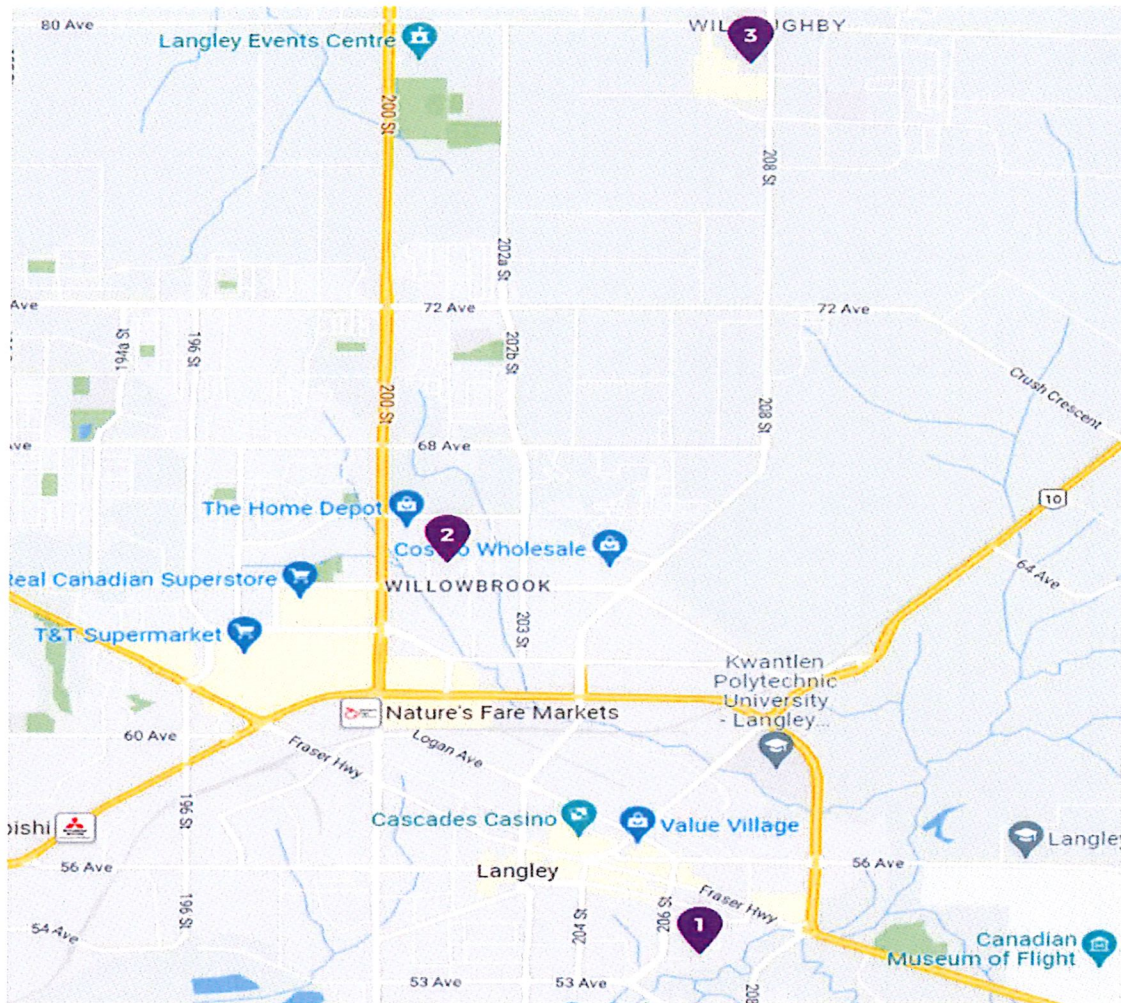 80 Ave
Langley Events Centre
3
200 St
208 St
202a St
Ave
72 Ave
72 Ave
194a St
196 St
202b St
Crush Crescent
200 St
208 St
Ave
68 Ave
10
The Home Depot
2
Wholesale
64 Ave
Real Canadian Superstore
WILLOWBROOK
T&T Supermarket
203 St
Kwantlen
Polytechnic
University
- Langley...
Nature's Fare Markets
60 Ave
Fraser Hwy
Logan Ave
196 St
Cascades Casino
Value Village
Langley
56 Ave
Langley
56 Ave
196 St
54 Ave
204 St
206 St
1
Fraser Hwy
Canadian
Museum of Flight
53 Ave
53 Ave